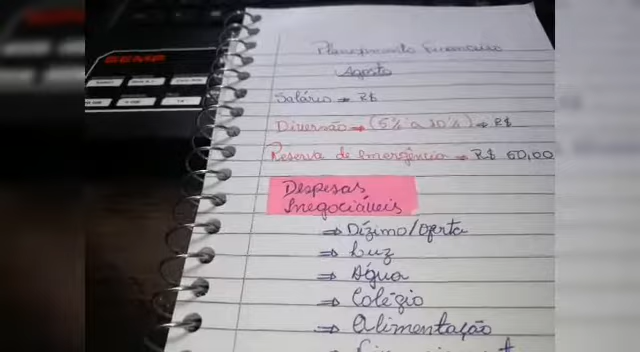 SEMP
Planejamento Financeiro
Agosto
Salário → R$
Diversão → (5% a 10%) → R$
Reserva de emergência → R$ 60,00
Despesas
Inegociáveis
⇒ Dízimo/Oferta
⇒ Luz
⇒ Água
⇒ Colégio
⇒ Alimentação